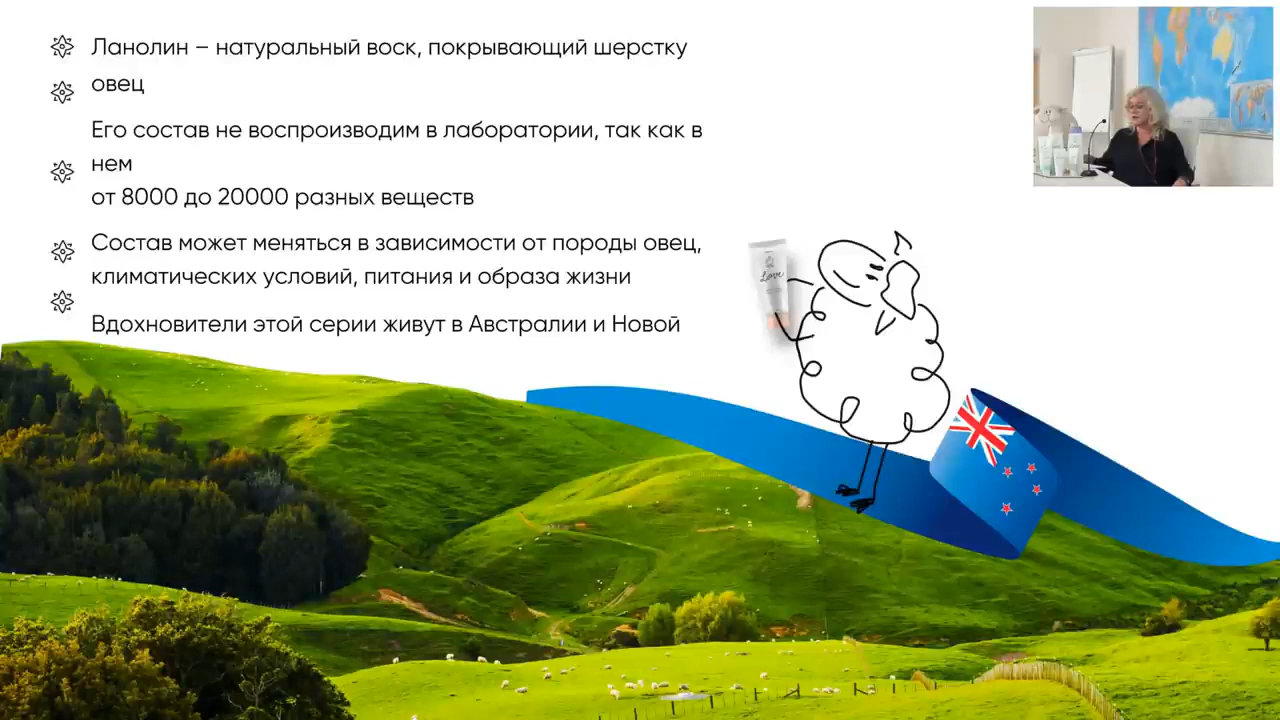 Ланолин – натуральный воск, покрывающий шерстку
овец
Его состав не воспроизводим в лаборатории, так как в
нем
от 8000 до 20000 разных веществ
Состав может меняться в зависимости от породы овец,
климатических условий, питания и образа жизни
Вдохновители этой серии живут в Австралии и Новой
Love